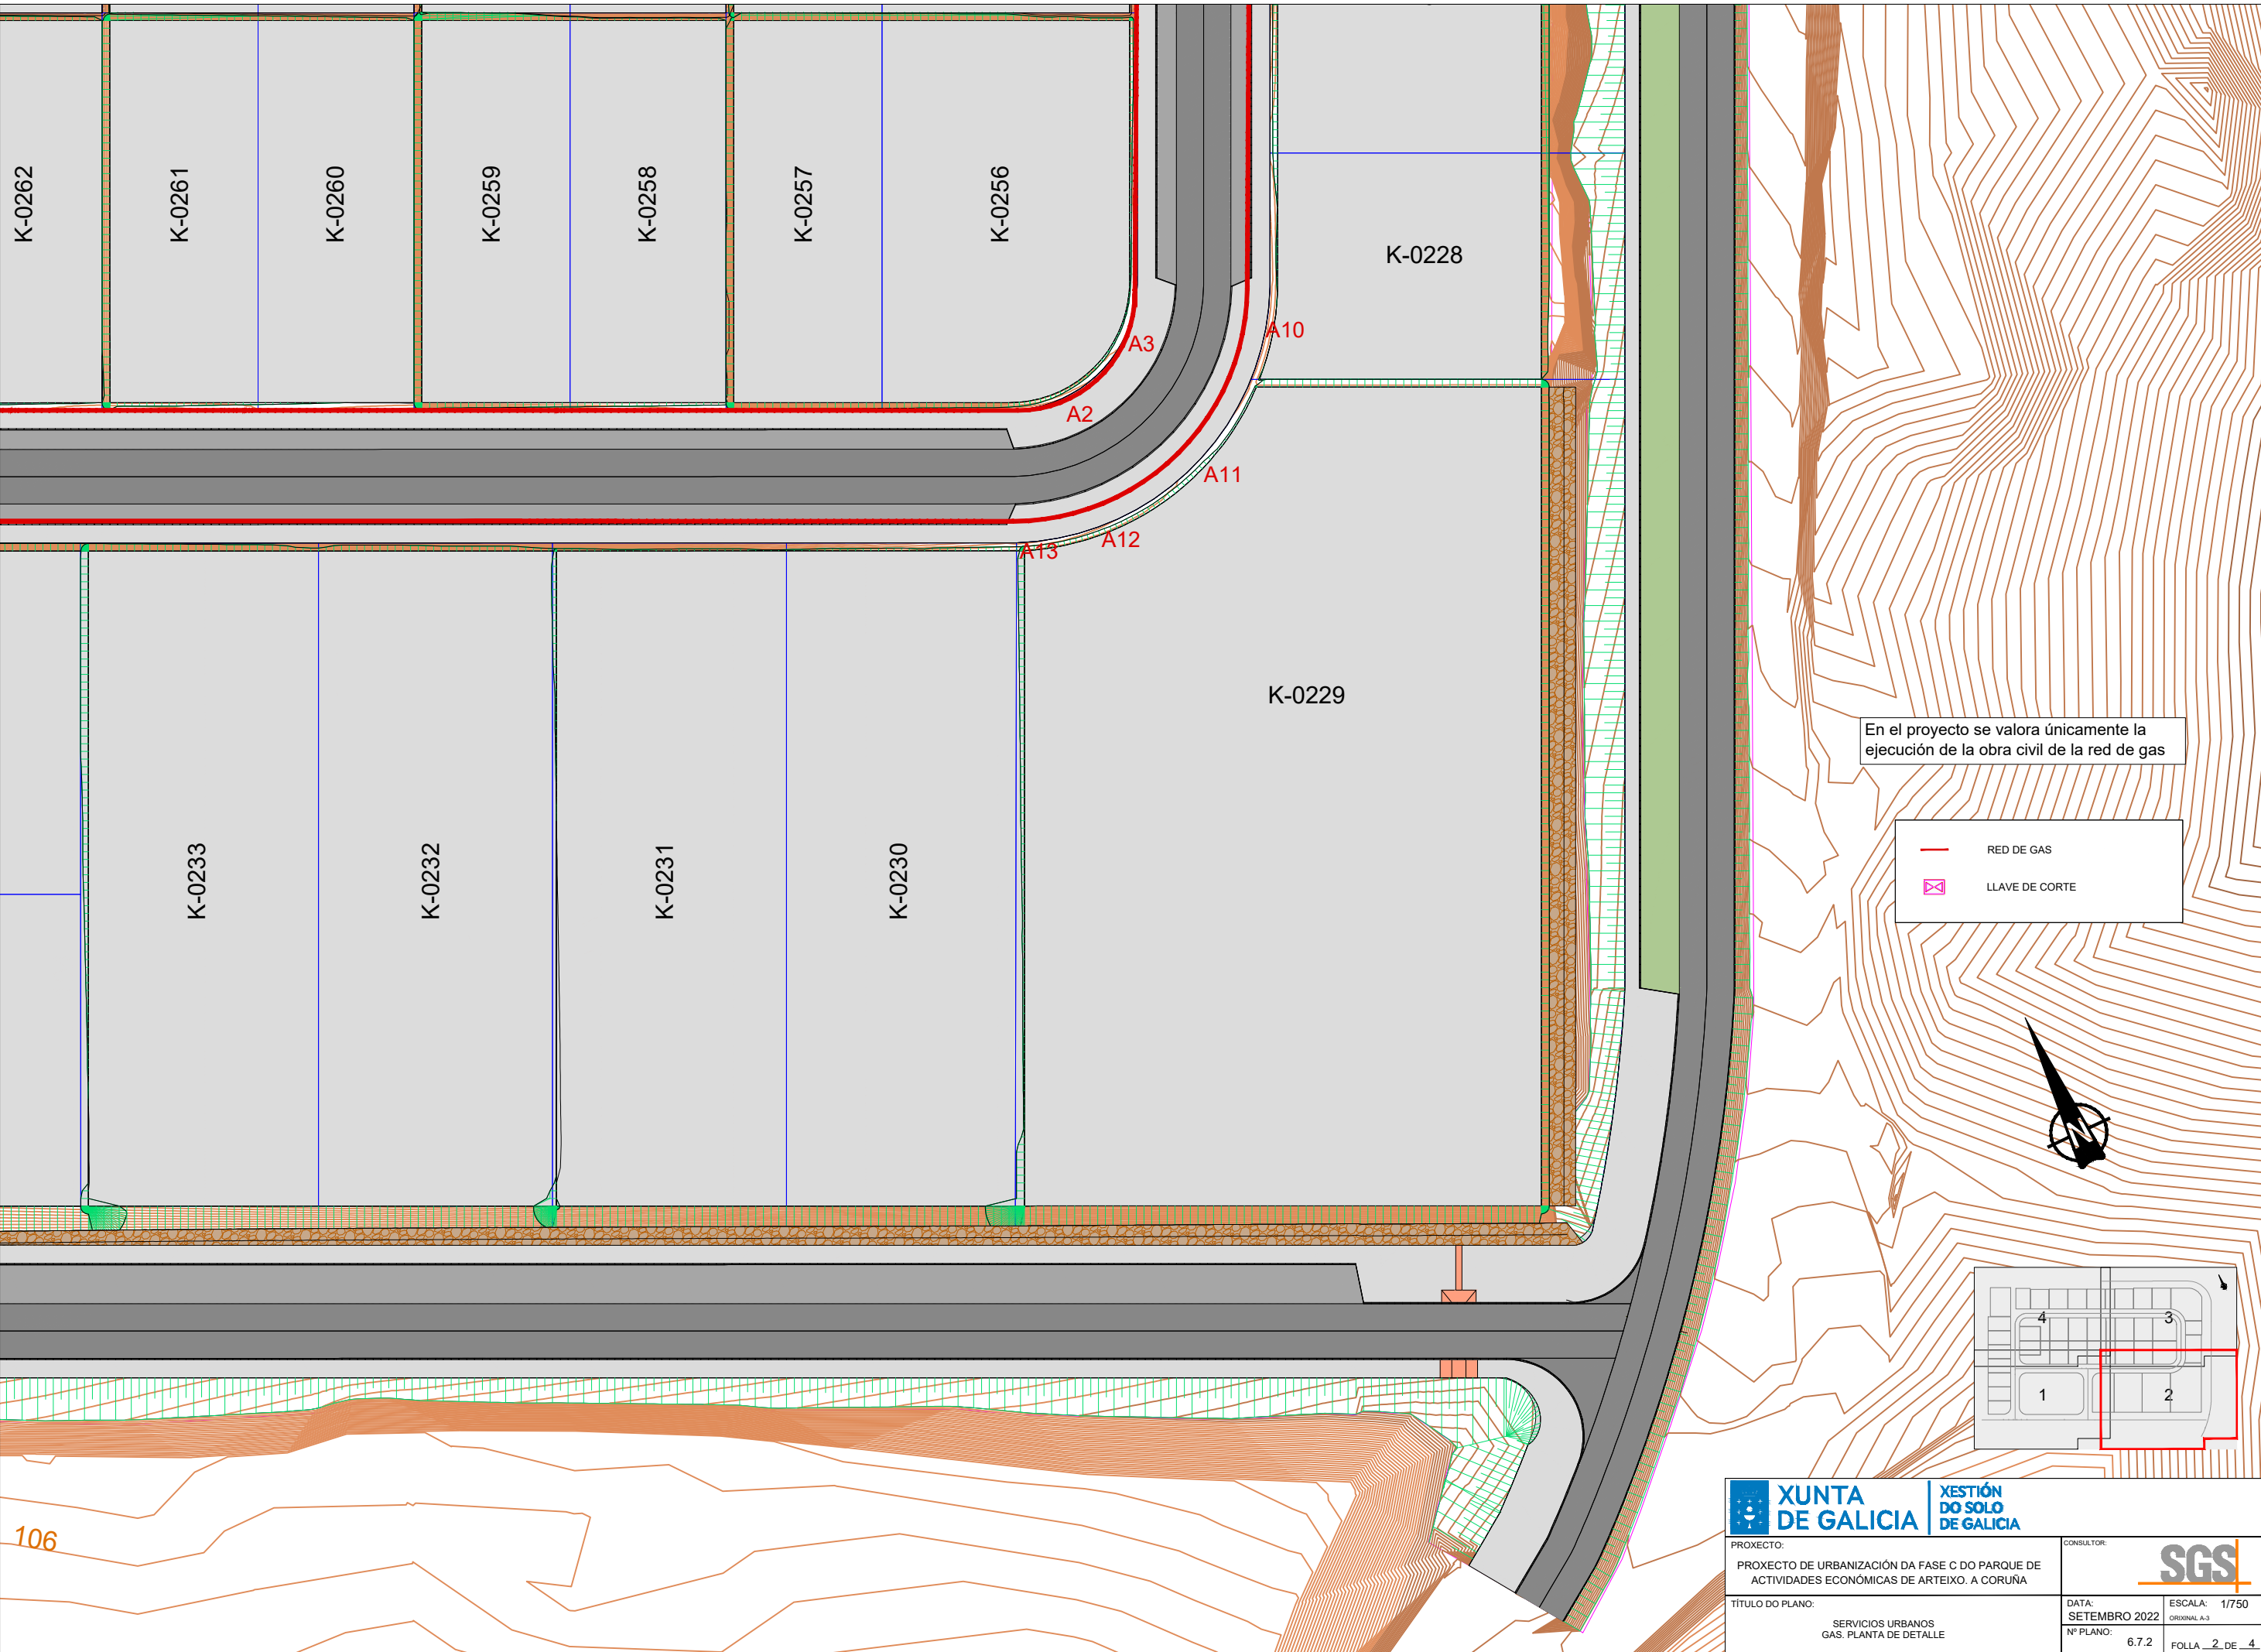 K-0262
K-0261
K-0260
K-0259
K-0258
K-0257
K-0256
K-0228
A10
A3
A2
A11
A12
A13
K-0229
En el proyecto se valora únicamente la
ejecución de la obra civil de la red de gas
RED DE GAS
LLAVE DE CORTE
K-0233
K-0232
K-0231
K-0230
N
4
3
1
2
106
XUNTA
DE GALICIA
XESTIÓN
DO SOLO
DE GALICIA
PROXECTO:
PROXECTO DE URBANIZACIÓN DA FASE C DO PARQUE DE
ACTIVIDADES ECONÓMICAS DE ARTEIXO. A CORUÑA
CONSULTOR:
SGS
TÍTULO DO PLANO:
SERVICIOS URBANOS
GAS. PLANTA DE DETALLE
DATA:
SETEMBRO 2022
ESCALA: 1/750
ORIXINAL A-3
Nº PLANO:
6.7.2
FOLLA 2 DE 4